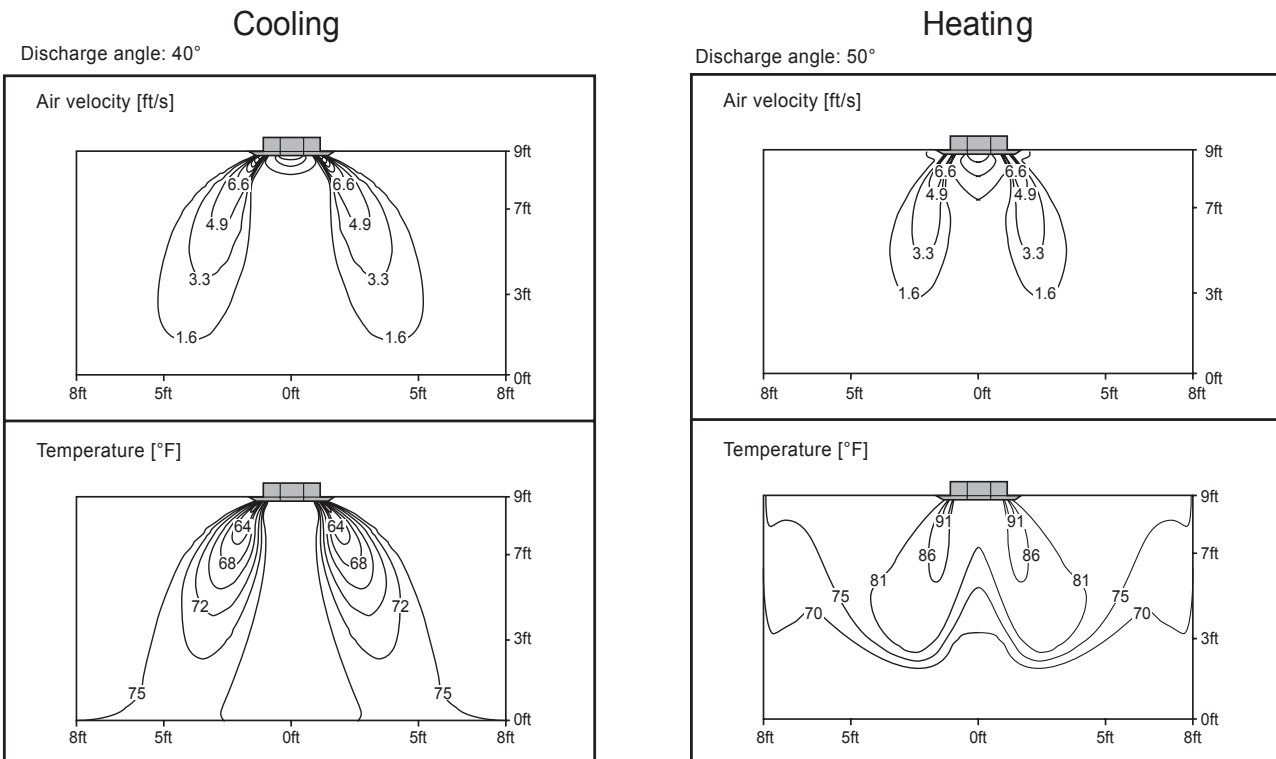 Cooling
Discharge angle: 40°
Air velocity [ft/s]
9ft
6.6 6.6
7ft
4.9 4.9
3.3 3.3
3ft
1.6 1.6
0ft
8ft 5ft 0ft 5ft 8ft
Temperature [°F]
9ft
64 64
7ft
68 68
72 72
3ft
75 75
0ft
8ft 5ft 0ft 5ft 8ft
Heating
Discharge angle: 50°
Air velocity [ft/s]
9ft
6.6 6.6
4.9 4.9
7ft
3.3 3.3
1.6 1.6
3ft
0ft
8ft 5ft 0ft 5ft 8ft
Temperature [°F]
9ft
91 91
86 86
7ft
81 81
75 75
70 70
3ft
0ft
8ft 5ft 0ft 5ft 8ft